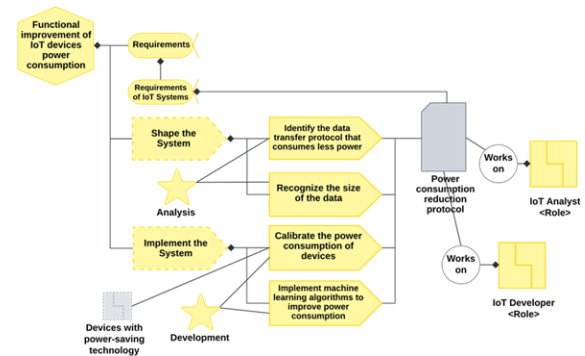 Functional
improvement of
IoT devices
power
consumption
Requirements
Requirements
of IoT Systems
Shape the
System
Identify the data
transfer protocol that
consumes less power
Analysis
Recognize the size
of the data
Power
consumption
reduction
protocol
Works
on
IoT Analyst
<Role>
Implement the
System
Calibrate the power
consumption of
devices
Works
on
IoT Developer
<Role>
Implement machine
learning algorithms to
improve power
consumption
Devices with
power-saving
technology
Development